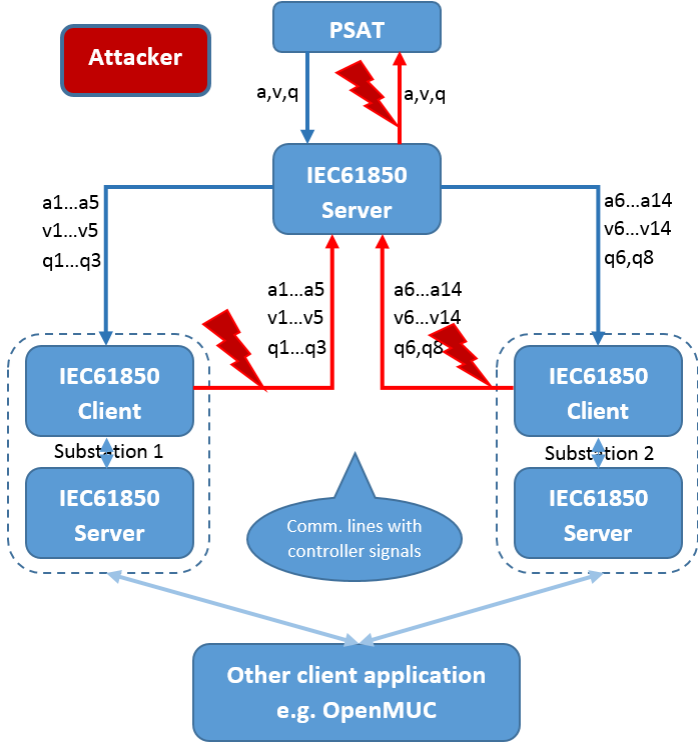 PSAT
Attacker
a,v,q
a,v,q
IEC61850
Server
a1...a5
v1...v5
q1...q3
a6...a14
v6...v14
q6,q8
a1...a5
v1...v5
q1...q3
a6...a14
v6...v14
q6,q8
IEC61850
Client
Substation 1
IEC61850
Server
IEC61850
Client
Substation 2
IEC61850
Server
Comm. lines with
controller signals
Other client application
e.g. OpenMUC